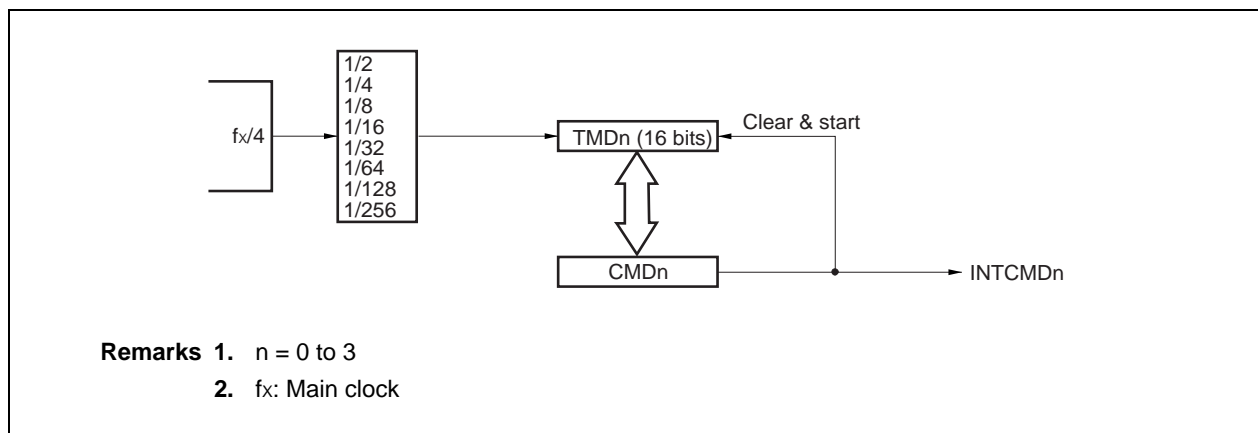 fx/4
1/2
1/4
1/8
1/16
1/32
1/64
1/128
1/256
TMDn (16 bits)
Clear & start
CMDn
INTCMDn
Remarks 1. n = 0 to 3
2. fx: Main clock